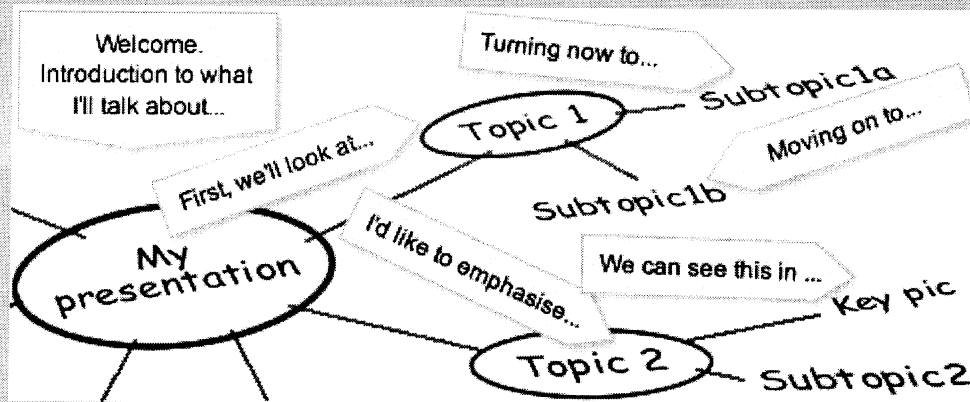 Welcome.
Introduction to what
I'll talk about...
Turning now to...
Subtopic1a
Topic 1
Moving on to...
First, we'll look at...
Subtopic1b
I'd like to emphasise...
We can see this in ...
My
presentation
Key pic
Topic 2
Subtopic2